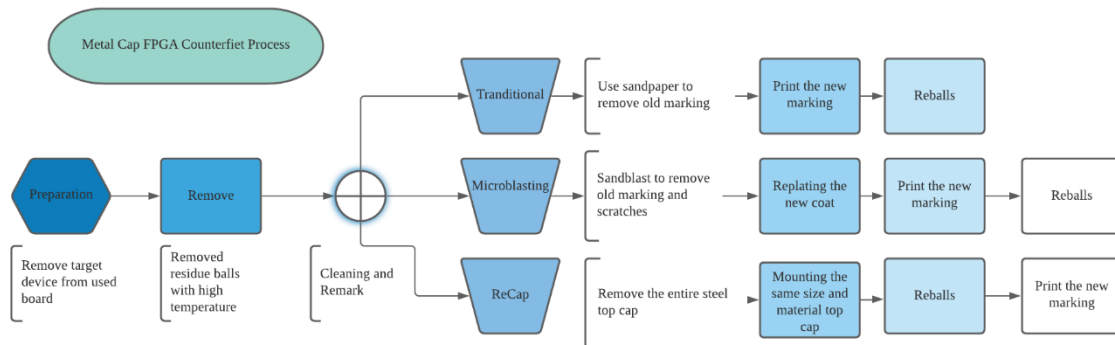 Metal Cap FPGA Counterfiet Process
Preparation
Remove target
device from used
board
Remove
Removed
residue balls
with high
temperature
Cleaning and
Remark
Tranditional
Use sandpaper to
remove old marking
Print the new
marking
Reballs
Microblasting
Sandblast to remove
old marking and
scratches
Replating the
new coat
Print the new
marking
Reballs
ReCap
Remove the entire steel
top cap
Mounting the
same size and
material top
cap
Reballs
Print the new
marking